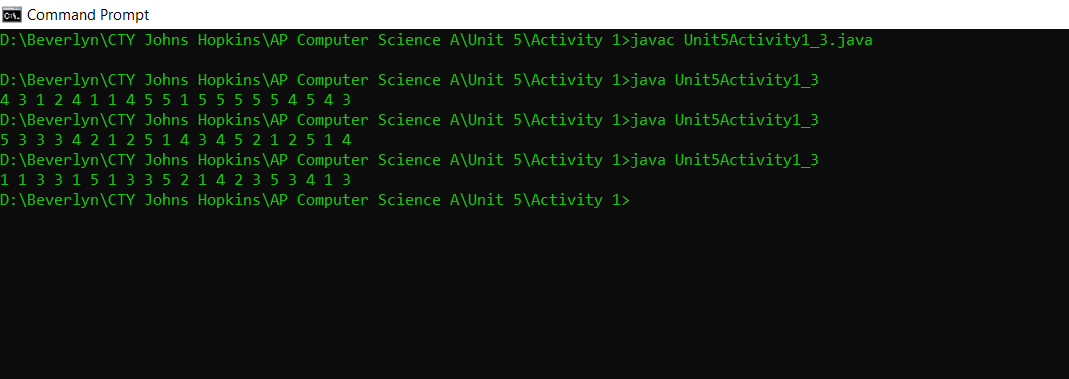 Command Prompt
D:\Beverlyn\CTY Johns Hopkins\AP Computer Science A\Unit 5\Activity 1>javac Unit5Activity1_3.java
D:\Beverlyn\CTY Johns Hopkins\AP Computer Science A\Unit 5\Activity 1>java Unit5Activity1_3
4 3 1 2 4 1 1 4 5 5 1 5 5 5 5 5 4 5 4 3
D:\Beverlyn\CTY Johns Hopkins\AP Computer Science A\Unit 5\Activity 1>java Unit5Activity1_3
5 3 3 3 4 2 1 2 5 1 4 3 4 5 2 1 2 5 1 4
D:\Beverlyn\CTY Johns Hopkins\AP Computer Science A\Unit 5\Activity 1>java Unit5Activity1_3
1 1 3 3 1 5 1 3 3 5 2 1 4 2 3 5 3 4 1 3
D:\Beverlyn\CTY Johns Hopkins\AP Computer Science A\Unit 5\Activity 1>